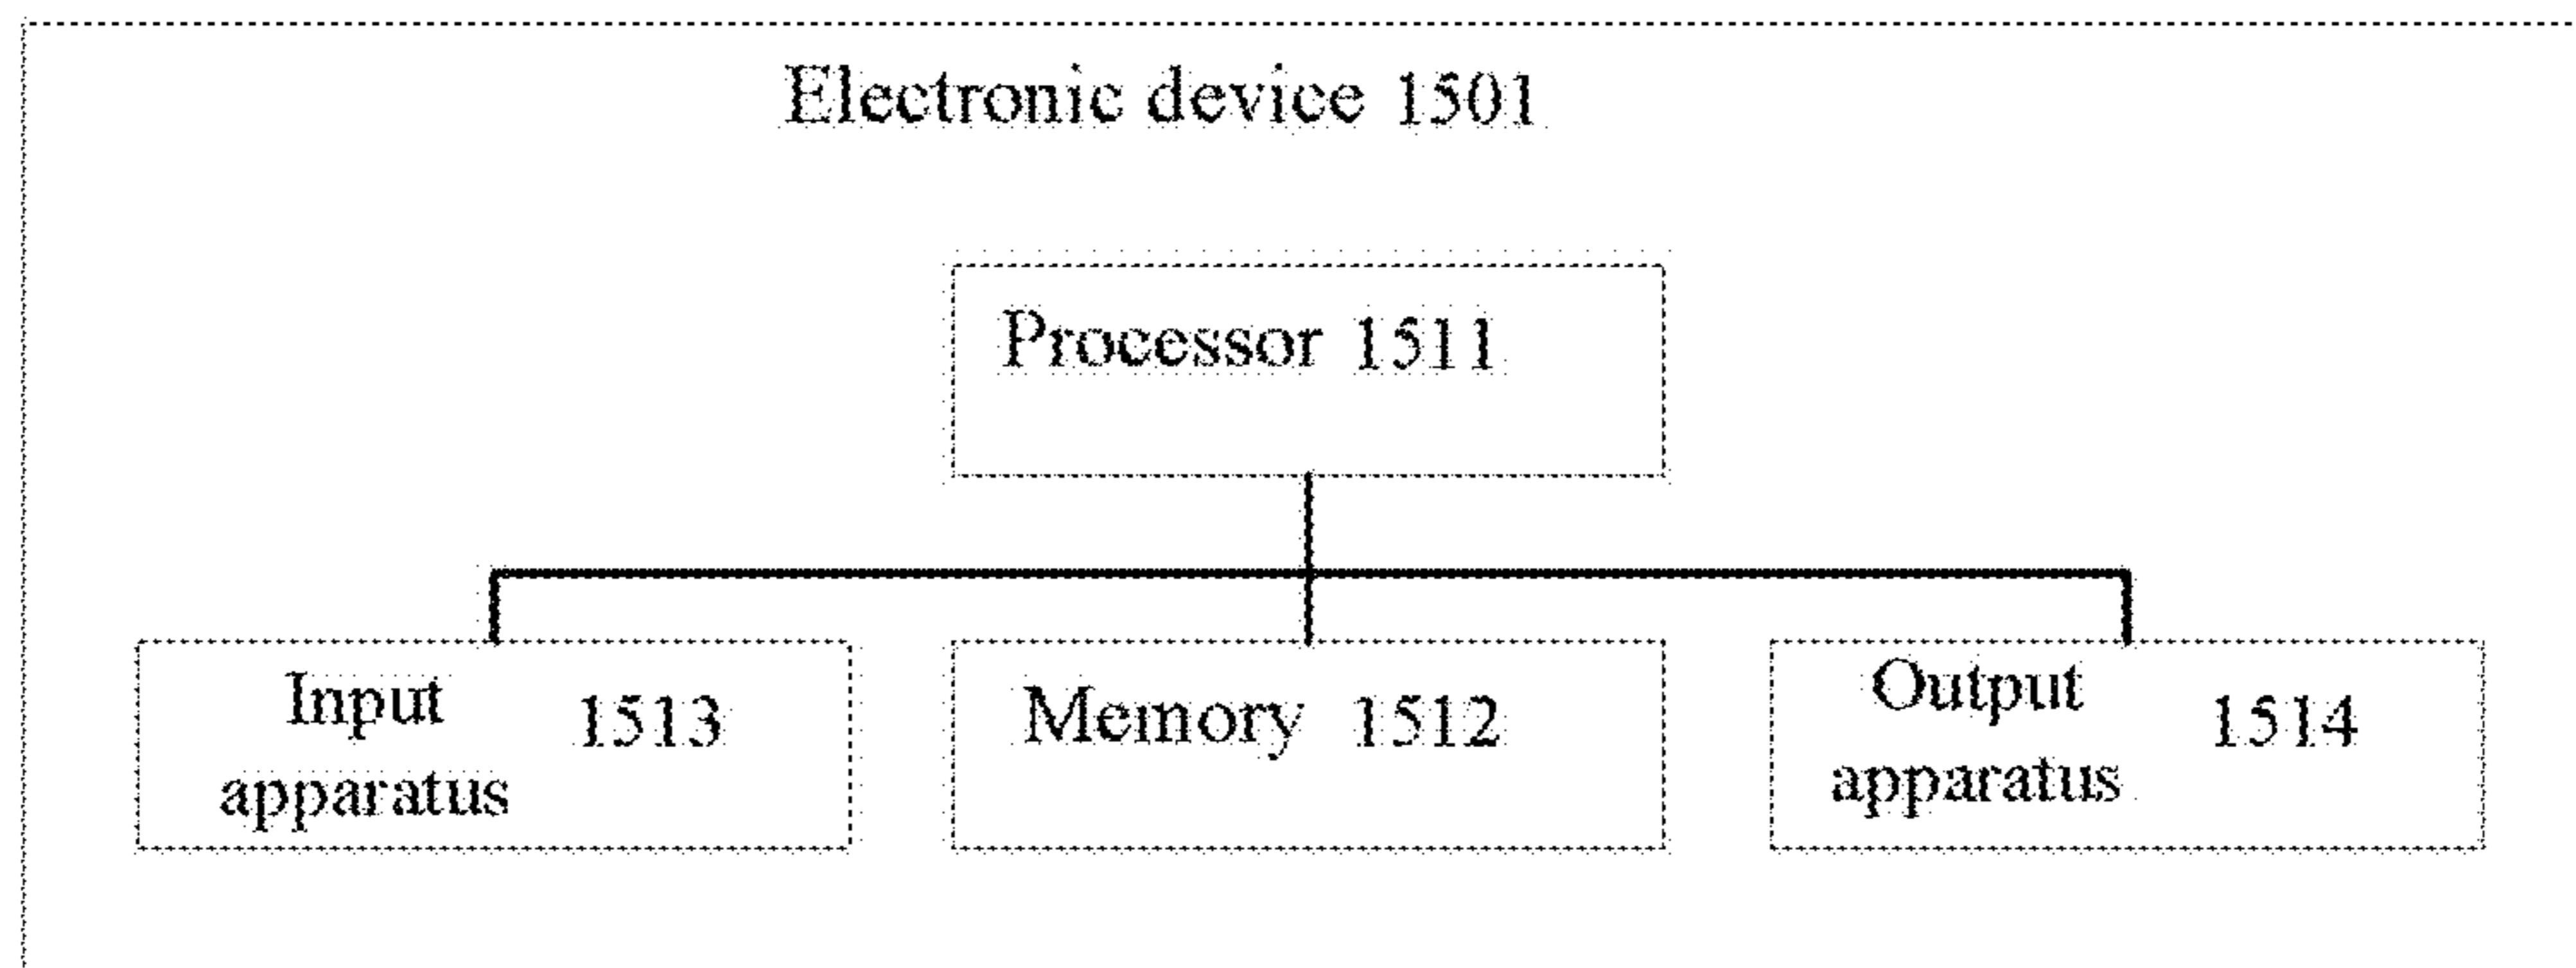 Electronic device 1501
Processor 1511
Input
apparatus 1513
Memory 1512
Output
apparatus 1514